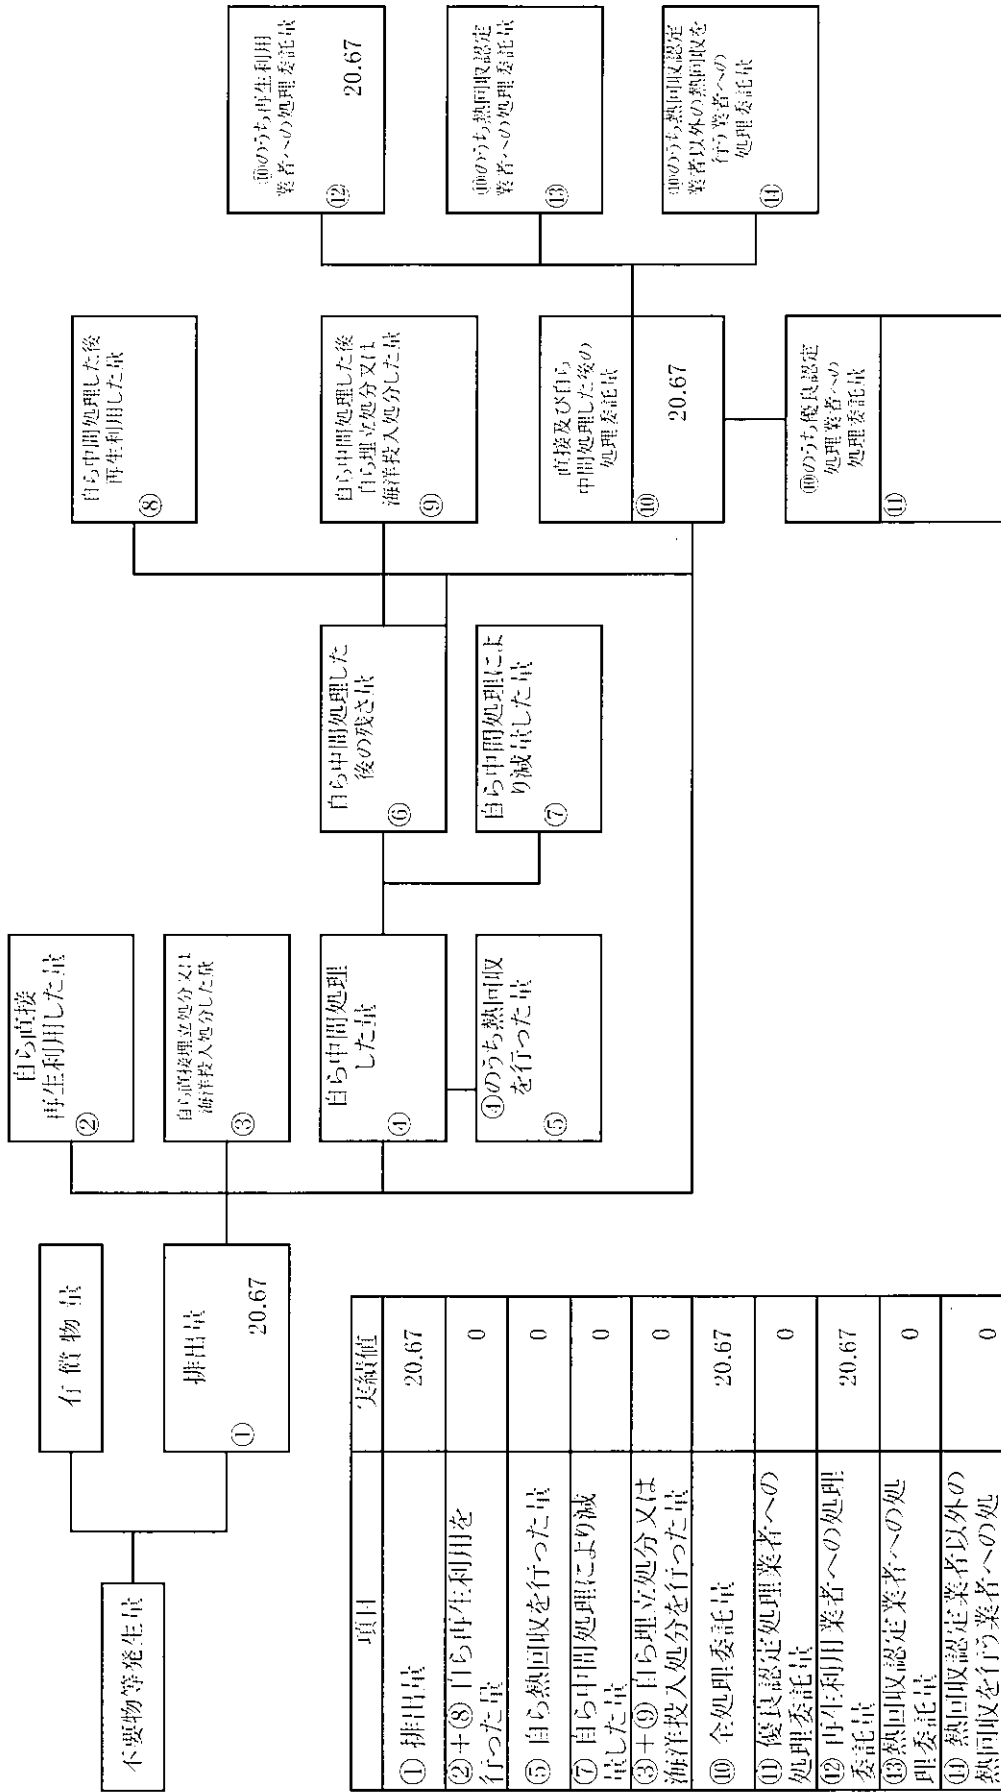 不要物等発生量
有償物量
排出量
①
20.67
自ら直接
再生利用した量
②
自ら直接埋立処分又は
海洋投入処分した量
③
自ら中間処理
した量
④
④のうち熱回収
を行った量
⑤
自ら中間処理した
後の残さ量
⑥
自ら中間処理によ
り減量した量
⑦
自ら中間処理した後
再生利用した量
⑧
自ら中間処理した後
自ら埋立処分又は
海洋投入処分した量
⑨
直接及び自ら
中間処理した後の
処理委託量
⑩
20.67
⑩のうち優良認定
処理業者への
処理委託量
⑪
⑩のうち再生利用
業者への処理委託量
⑫
20.67
⑩のうち熱回収認定
業者への処理委託量
⑬
⑩のうち熱回収認定
業者以外の熱回収を
行う業者への
処理委託量
⑭
項目 実績値
①排出量 20.67
②+⑧自ら再生利用を
行った量 0
⑤自ら熱回収を行った量 0
⑦自ら中間処理により減
量した量 0
③+⑨自ら埋立処分又は
海洋投入処分を行った量 0
⑩全処理委託量 20.67
⑪優良認定処理業者への
処理委託量 0
⑫再生利用業者への処理
委託量 20.67
⑬熱回収認定業者への処
理委託量 0
⑭熱回収認定業者以外の
熱回収を行う業者への処 0